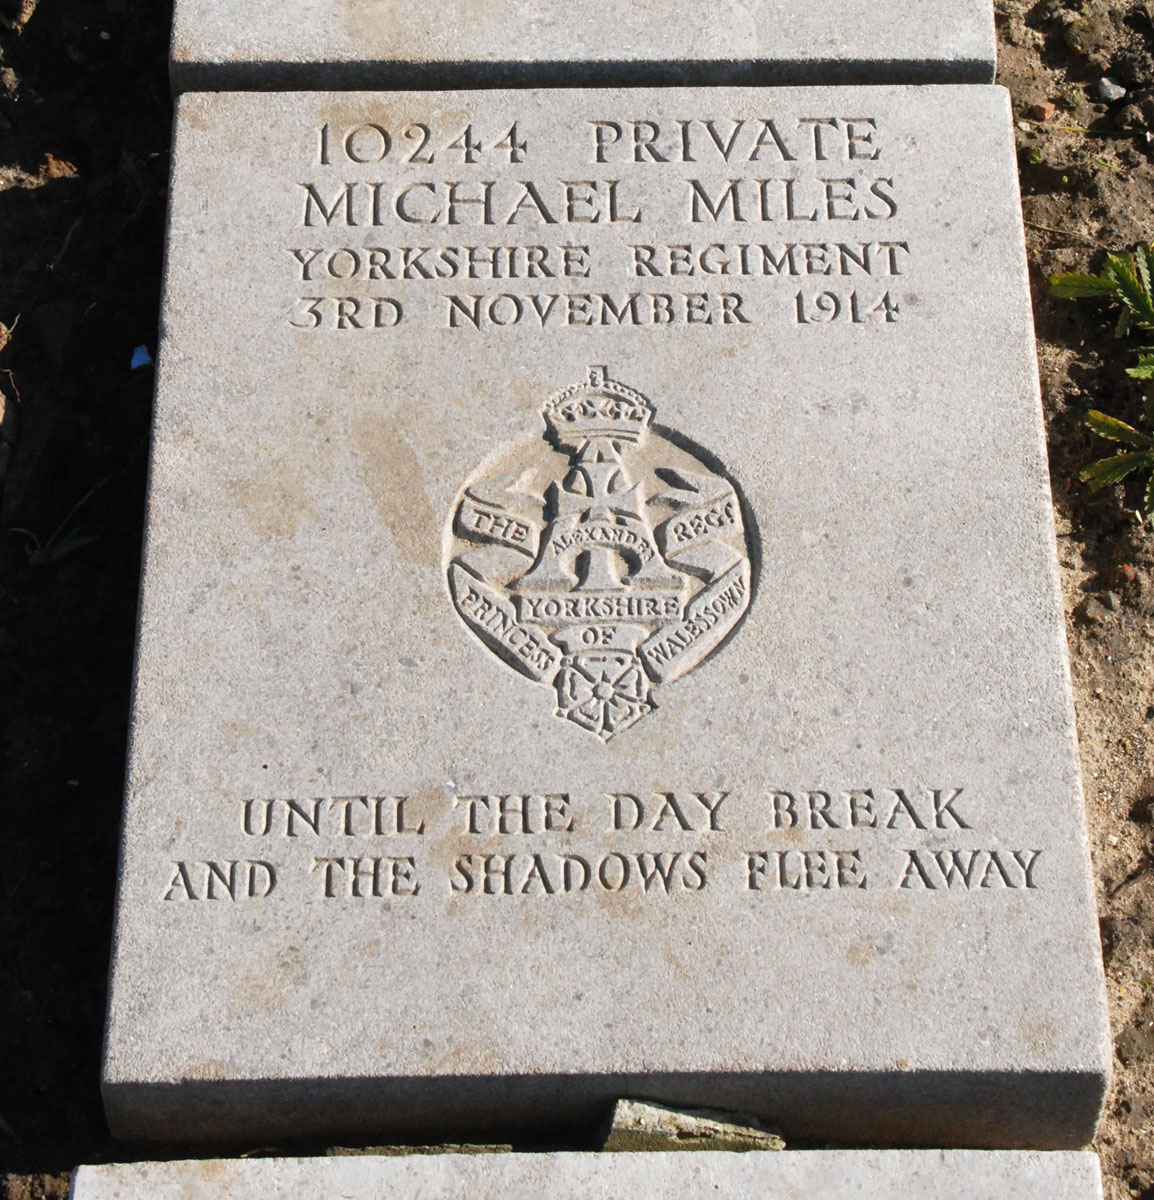 10244 PRIVATE
MICHAEL MILES
YORKSHIRE REGIMENT
3RD NOVEMBER 1914
THE REGT
ALEXANDRA
PRINCESS
YORKSHIRE
OF
WALES'S OWN
UNTIL THE DAY BREAK
AND THE SHADOWS FLEE AWAY